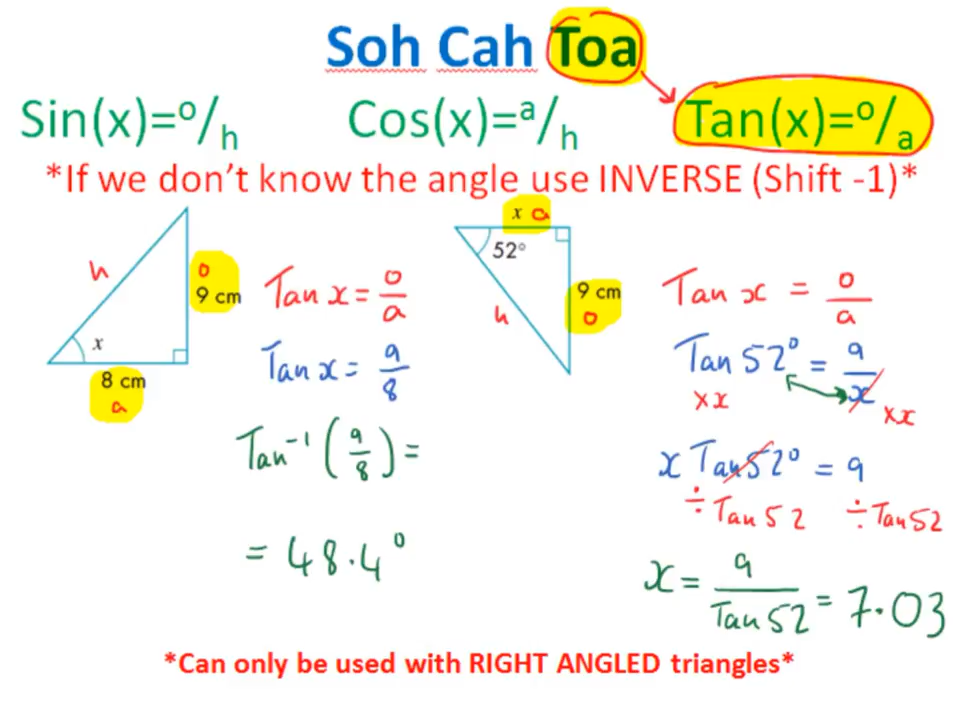 Soh Cah Toa
Sin(x)=o/h
Cos(x)=a/h
Tan(x)=o/a
*If we don't know the angle use INVERSE (Shift -1)*
h
o
9 cm
x
8 cm
a
Tan x = o/a
Tan x = 9/8
Tan⁻¹ (9/8) =
= 48.4°
x a
52°
9 cm
o
h
Tan x = o/a
Tan 52° = 9/x
×x ×x
x Tan 52° = 9
÷ Tan 52 ÷ Tan 52
x = 9/Tan 52 = 7.03
*Can only be used with RIGHT ANGLED triangles*